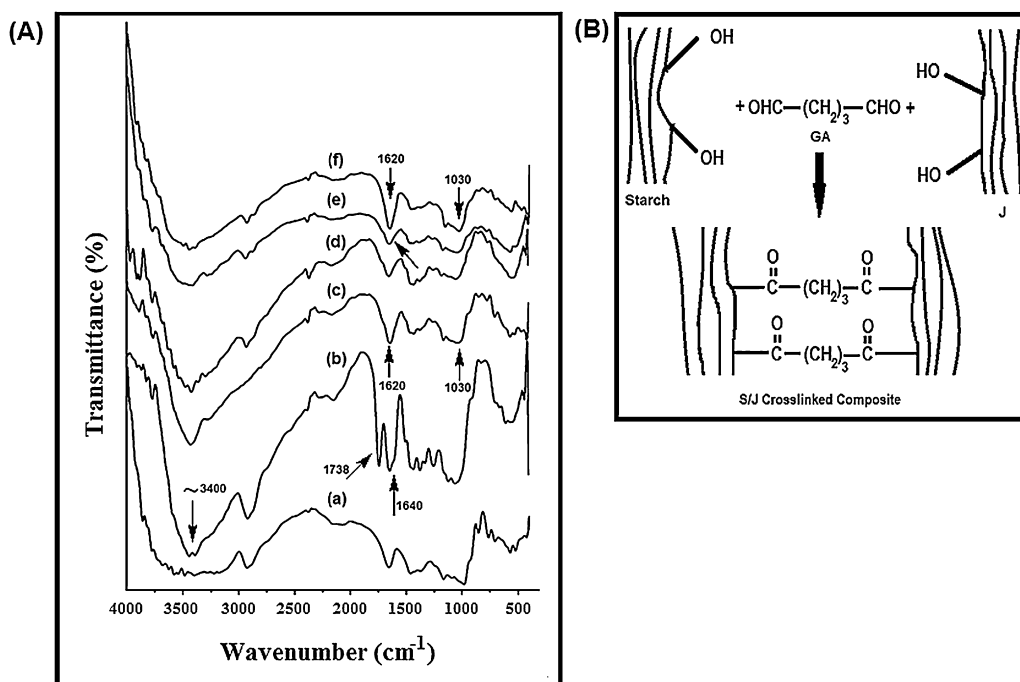 (A)
(f)
1620
1030
(e)
(d)
(c)
1620
1030
(b)
1738
1640
~3400
(a)
Transmittance (%)
4000 3500 3000 2500 2000 1500 1000 500
Wavenumber (cm-1)
(B)
OH
HO
+ OHC—(CH2)3—CHO +
GA
OH
HO
Starch
J
O O
C—(CH2)3—C
O O
C—(CH2)3—C
S/J Crosslinked Composite